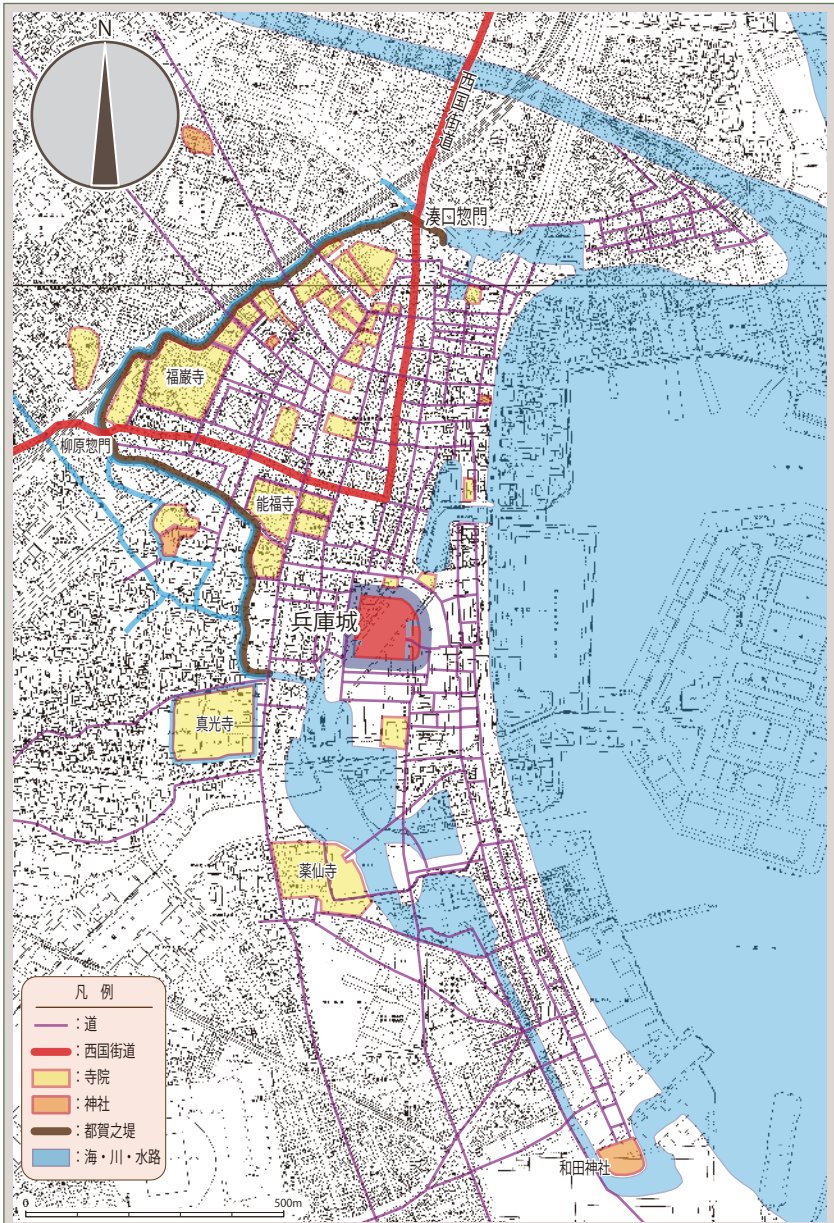 N
西国街道
湊口惣門
福厳寺
柳原惣門
能福寺
兵庫城
真光寺
薬仙寺
和田神社
凡 例
:道
:西国街道
:寺院
:神社
:都賀之堤
:海・川・水路
0 500m